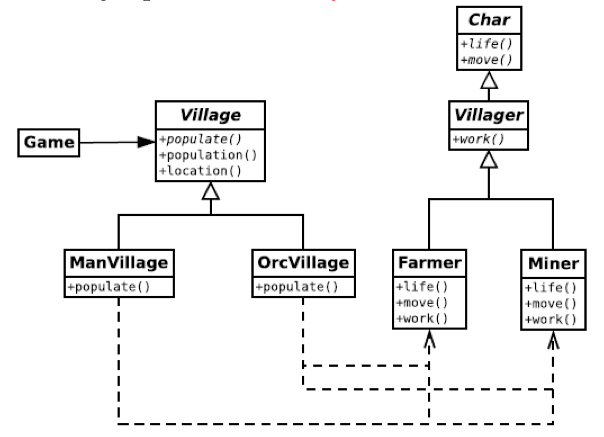 Char
+life()
+move()
Village
+populate()
+population()
+location()
Villager
+work()
Game
ManVillage
+populate()
OrcVillage
+populate()
Farmer
+life()
+move()
+work()
Miner
+life()
+move()
+work()